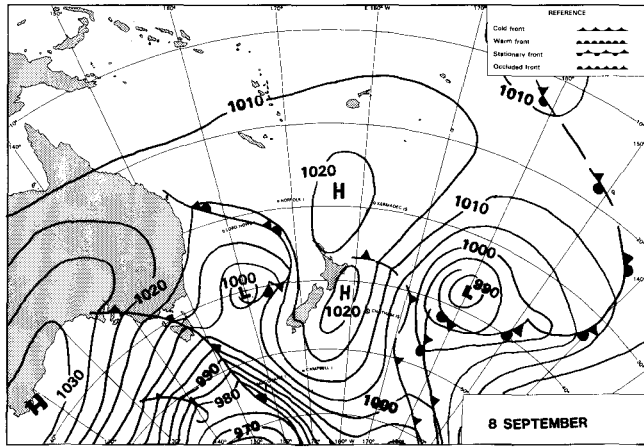 150° 160° 170° E 180° W
REFERENCE
Cold front
Warm front
Stationary front
Occluded front
1010
1010
1020
H
NORFOLK I
KERMADEC IS
1010
LORD HOWE
1000
1000
990
L
L
1020
H
1020
CHATHAM IS
1030
H
990
980
970
CAMPBELL I
1000
8 SEPTEMBER